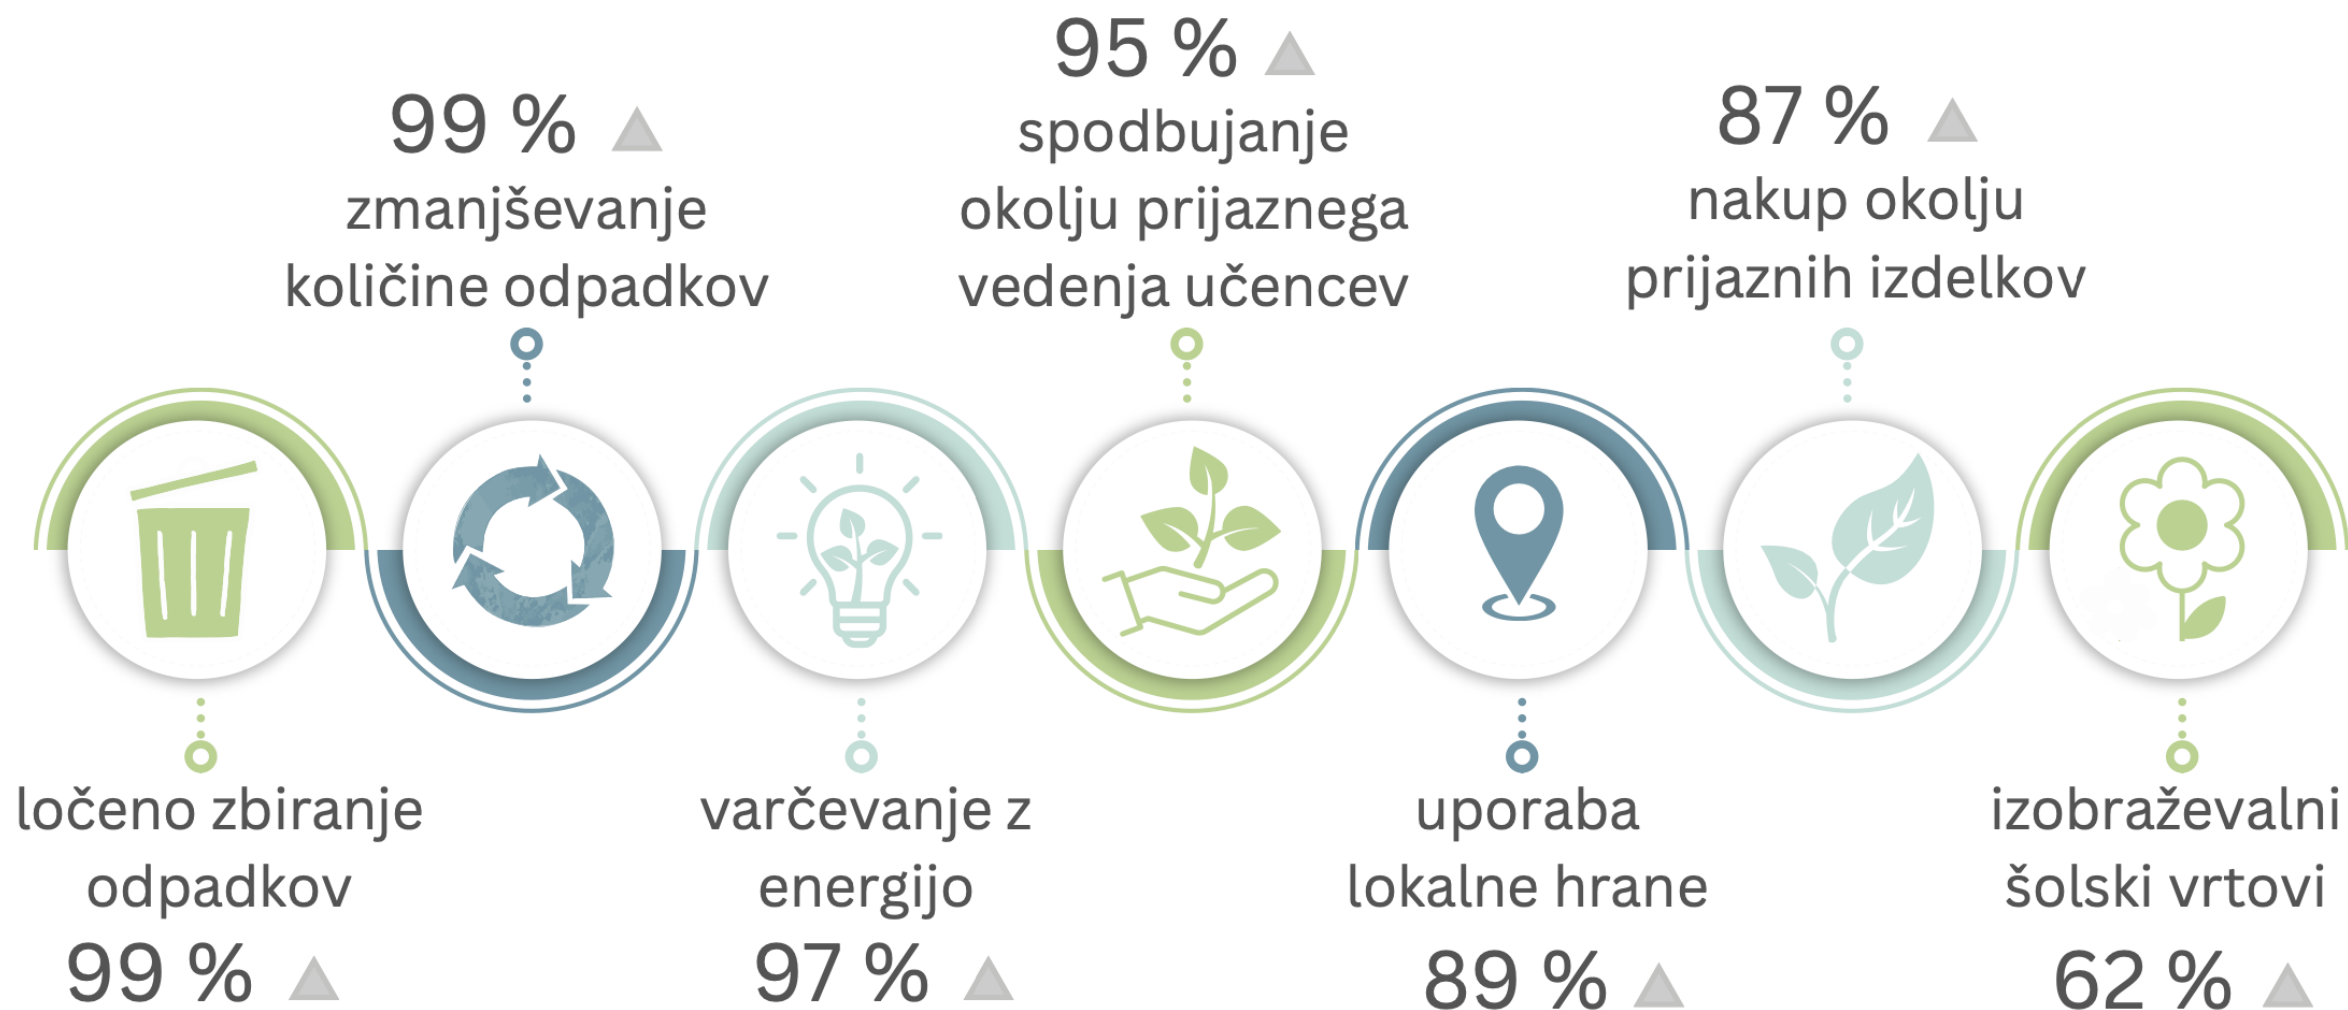 ločeno zbiranje
odpadkov
99 %
99 %
zmanjševanje
količine odpadkov
varčevanje z
energijo
97 %
95 %
spodbujanje
okolju prijaznega
vedenja učencev
uporaba
lokalne hrane
89 %
87 %
nakup okolju
prijaznih izdelkov
izobraževalni
šolski vrtovi
62 %